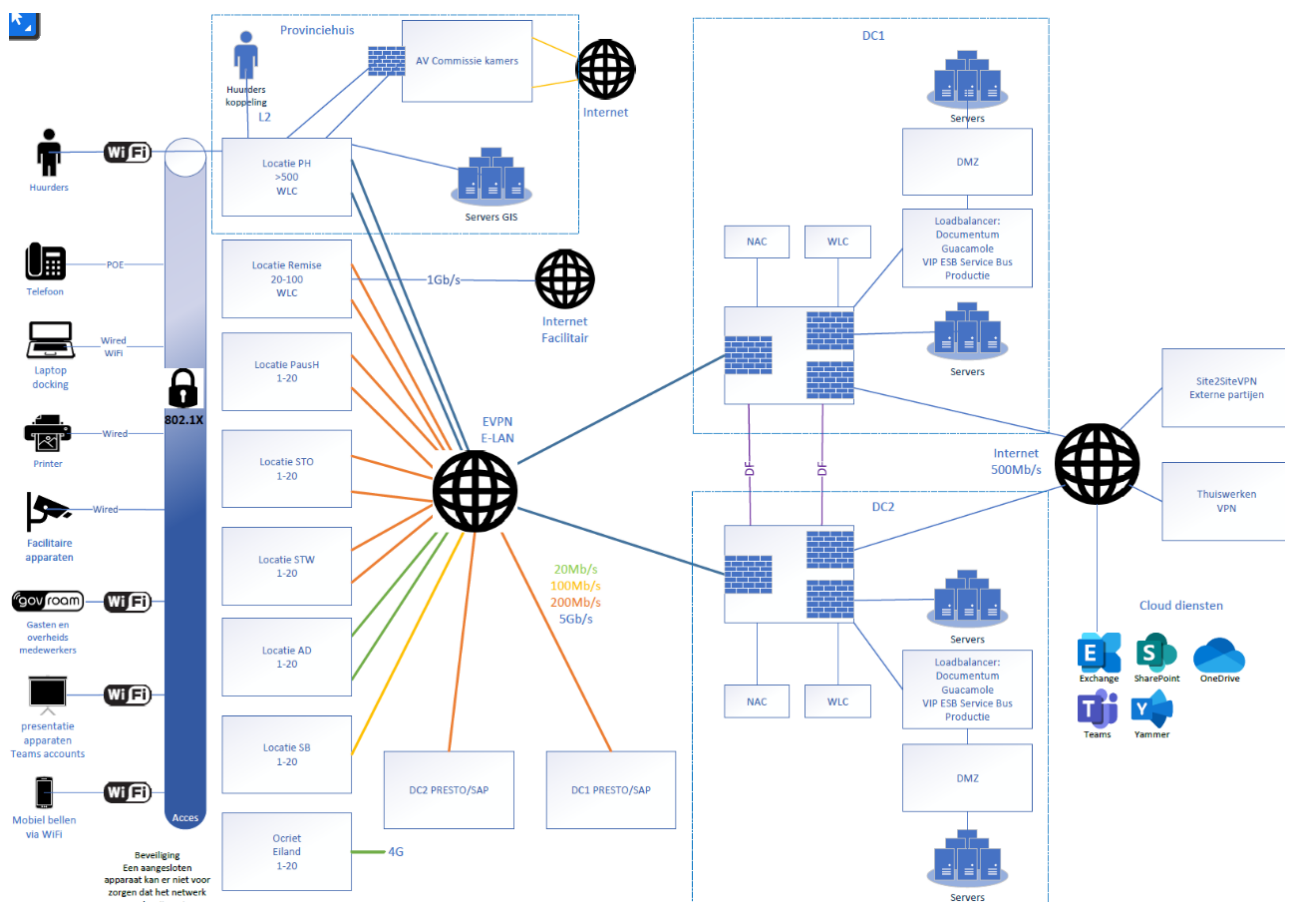 Provinciehuis
Huurders
koppeling
L2
AV Commissie kamers
Internet
Locatie PH
>500
WLC
Servers GIS
Huurders
WiFi
Telefoon
POE
Laptop
docking
Wired
WiFi
802.1X
Printer
Wired
Facilitaire
apparaten
Wired
govroam
WiFi
Gasten en
overheids
medewerkers
presentatie
apparaten
Teams accounts
WiFi
Mobiel bellen
via WiFi
WiFi
Acces
Beveiliging
Een aangesloten
apparaat kan er niet voor
zorgen dat het netwerk
Locatie Remise
20-100
WLC
1Gb/s
Internet
Facilitair
Locatie PausH
1-20
Locatie STO
1-20
Locatie STW
1-20
Locatie AD
1-20
Locatie SB
1-20
Ocriet
Eiland
1-20
4G
EVPN
E-LAN
20Mb/s
100Mb/s
200Mb/s
5Gb/s
DC2 PRESTO/SAP
DC1 PRESTO/SAP
DC1
Servers
DMZ
Loadbalancer:
Documentum
Guacamole
VIP ESB Service Bus
Productie
NAC
WLC
Servers
DF
DF
DC2
Servers
Loadbalancer:
Documentum
Guacamole
VIP ESB Service Bus
Productie
NAC
WLC
DMZ
Servers
Internet
500Mb/s
Site2SiteVPN
Externe partijen
Thuiswerken
VPN
Cloud diensten
Exchange
SharePoint
OneDrive
Teams
Yammer